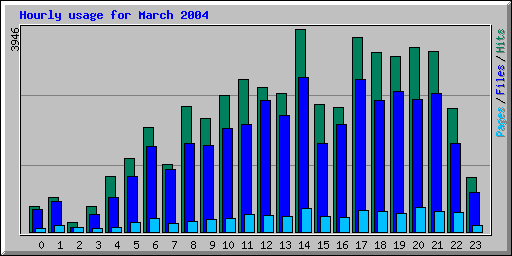 Hourly usage for March 2004
3946
Pages / Files / Hits
0 1 2 3 4 5 6 7 8 9 10 11 12 13 14 15 16 17 18 19 20 21 22 23